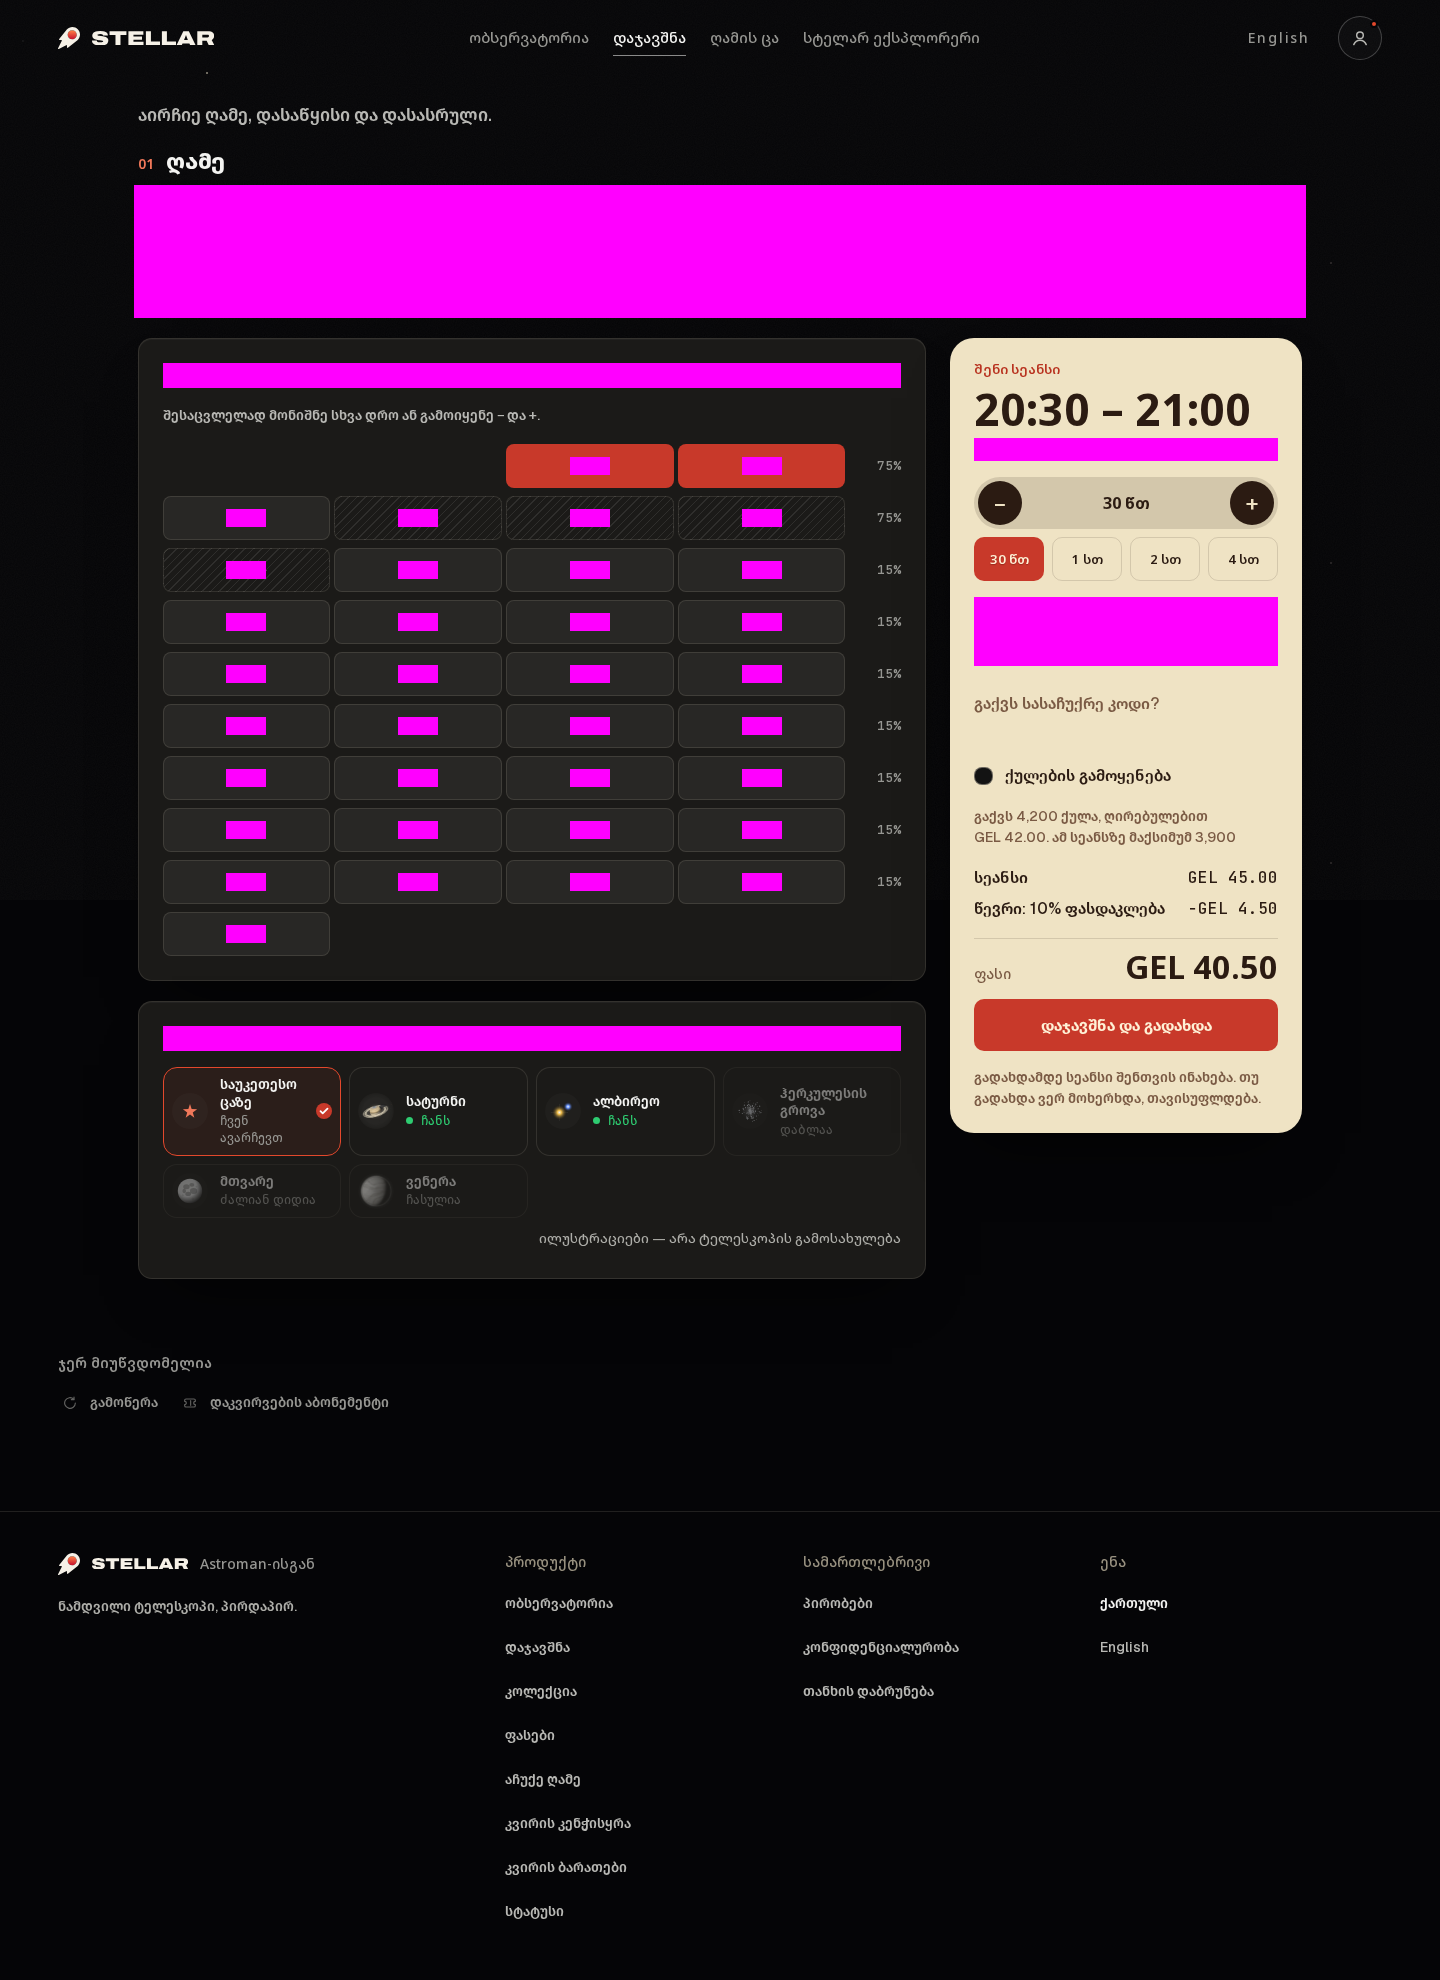 STELLAR
ობსერვატორია
დაჯავშნა
ღამის ცა
სტელარ ექსპლორერი
English
აირჩიე ღამე, დასაწყისი და დასასრული.
01 ღამე
შესაცვლელად მონიშნე სხვა დრო ან გამოიყენე – და +.
75%
75%
15%
15%
15%
15%
15%
15%
15%
საუკეთესო ცაზე
ჩვენ ავარჩევთ
სატურნი
ჩანს
ალბირეო
ჩანს
ჰერკულესის გროვა
დაბლაა
მთვარე
ძალიან დიდია
ვენერა
ჩასულია
ილუსტრაციები — არა ტელესკოპის გამოსახულება
შენი სეანსი
20:30 – 21:00
– 30 წთ +
30 წთ
1 სთ
2 სთ
4 სთ
გაქვს სასაჩუქრე კოდი?
ქულების გამოყენება
გაქვს 4,200 ქულა, ღირებულებით
GEL 42.00. ამ სეანსზე მაქსიმუმ 3,900
სეანსი GEL 45.00
წევრი: 10% ფასდაკლება -GEL 4.50
ფასი GEL 40.50
დაჯავშნა და გადახდა
გადახდამდე სეანსი შენთვის ინახება. თუ
გადახდა ვერ მოხერხდა, თავისუფლდება.
ჯერ მიუწვდომელია
გამოწერა
დაკვირვების აბონემენტი
STELLAR Astroman-ისგან
ნამდვილი ტელესკოპი, პირდაპირ.
პროდუქტი
ობსერვატორია
დაჯავშნა
კოლექცია
ფასები
აჩუქე ღამე
კვირის კენჭისყრა
კვირის ბარათები
სტატუსი
სამართლებრივი
პირობები
კონფიდენციალურობა
თანხის დაბრუნება
ენა
ქართული
English